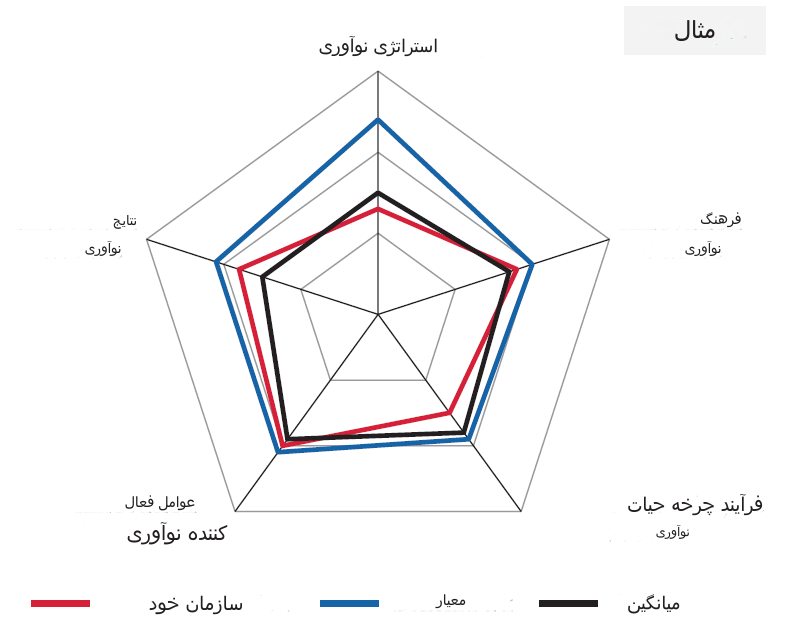 مثال
استراتژی نوآوری
فرهنگ
نوآوری
نتایج
نوآوری
فرآیند چرخه حیات
نوآوری
عوامل فعال
کننده نوآوری
میانگین
معیار
سازمان خود